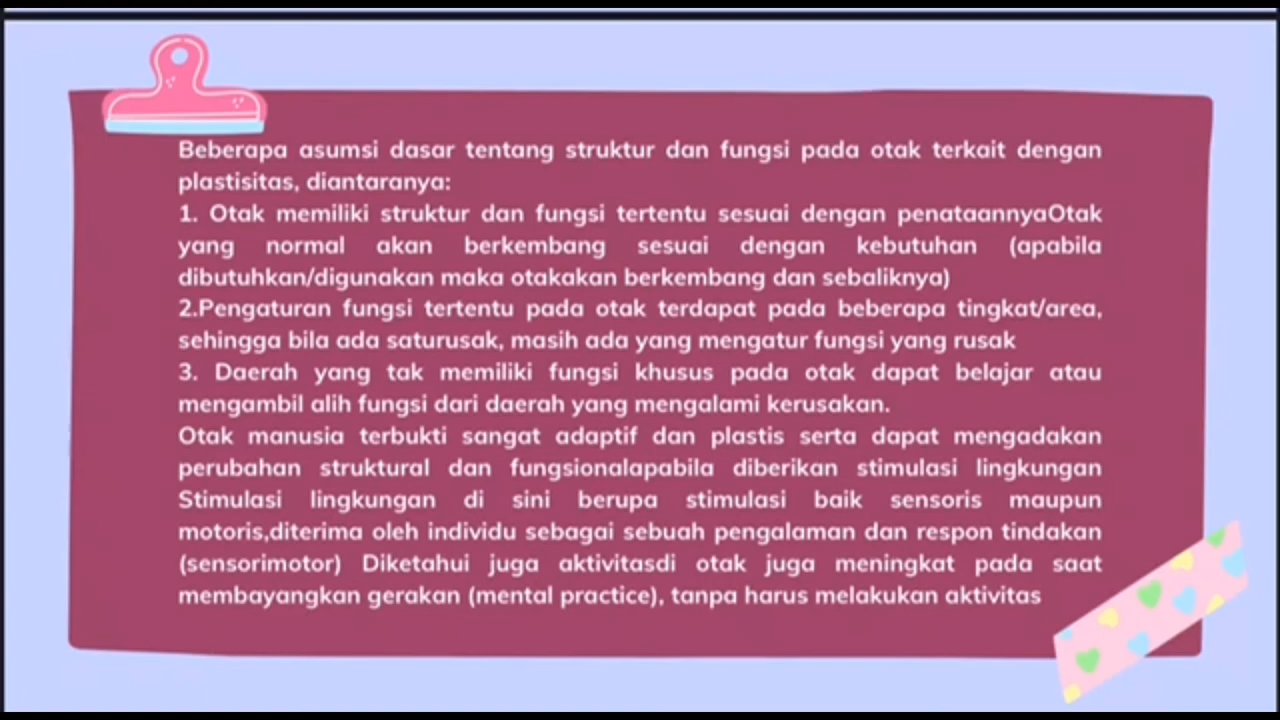 Beberapa asumsi dasar tentang struktur dan fungsi pada otak terkait dengan
plastisitas, diantaranya:
1. Otak memiliki struktur dan fungsi tertentu sesuai dengan penataannyaOtak
yang normal akan berkembang sesuai dengan kebutuhan (apabila
dibutuhkan/digunakan maka otakakan berkembang dan sebaliknya)
2.Pengaturan fungsi tertentu pada otak terdapat pada beberapa tingkat/area,
sehingga bila ada saturusak, masih ada yang mengatur fungsi yang rusak
3. Daerah yang tak memiliki fungsi khusus pada otak dapat belajar atau
mengambil alih fungsi dari daerah yang mengalami kerusakan.
Otak manusia terbukti sangat adaptif dan plastis serta dapat mengadakan
perubahan struktural dan fungsionalapabila diberikan stimulasi lingkungan
Stimulasi lingkungan di sini berupa stimulasi baik sensoris maupun
motoris,diterima oleh individu sebagai sebuah pengalaman dan respon tindakan
(sensorimotor) Diketahui juga aktivitasdi otak juga meningkat pada saat
membayangkan gerakan (mental practice), tanpa harus melakukan aktivitas